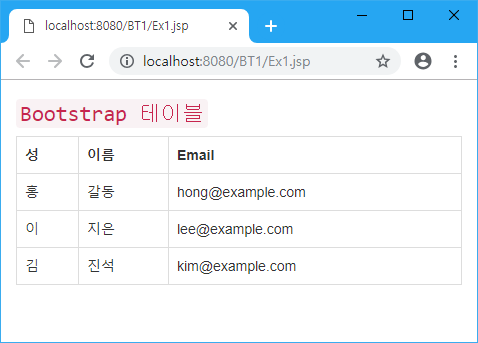 localhost:8080/BT1/Ex1.jsp
localhost:8080/BT1/Ex1.jsp
Bootstrap 테이블
성 이름 Email
홍 갈동 hong@example.com
이 지은 lee@example.com
김 진석 kim@example.com